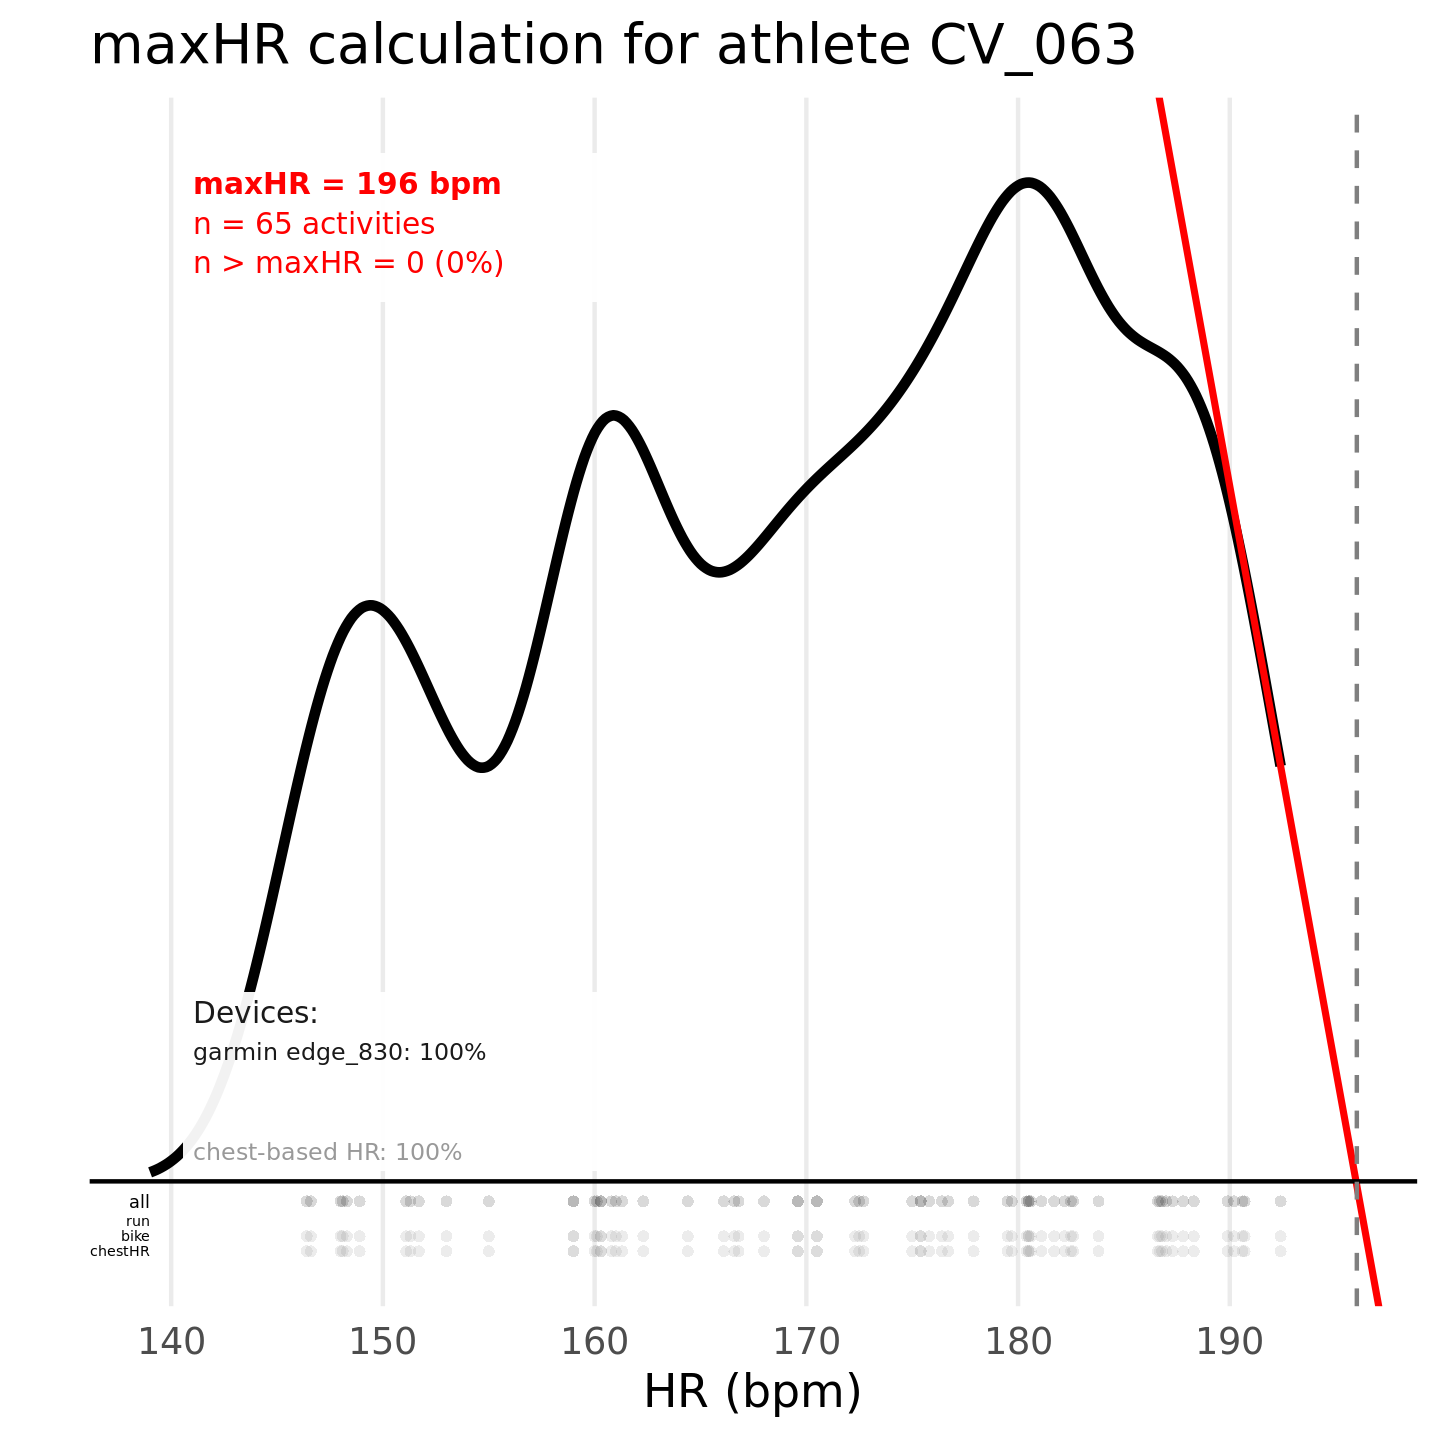 maxHR calculation for athlete CV_063
maxHR = 196 bpm
n = 65 activities
n > maxHR = 0 (0%)
Devices:
garmin edge_830: 100%
chest-based HR: 100%
all
run
bike
chestHR
140 150 160 170 180 190
HR (bpm)